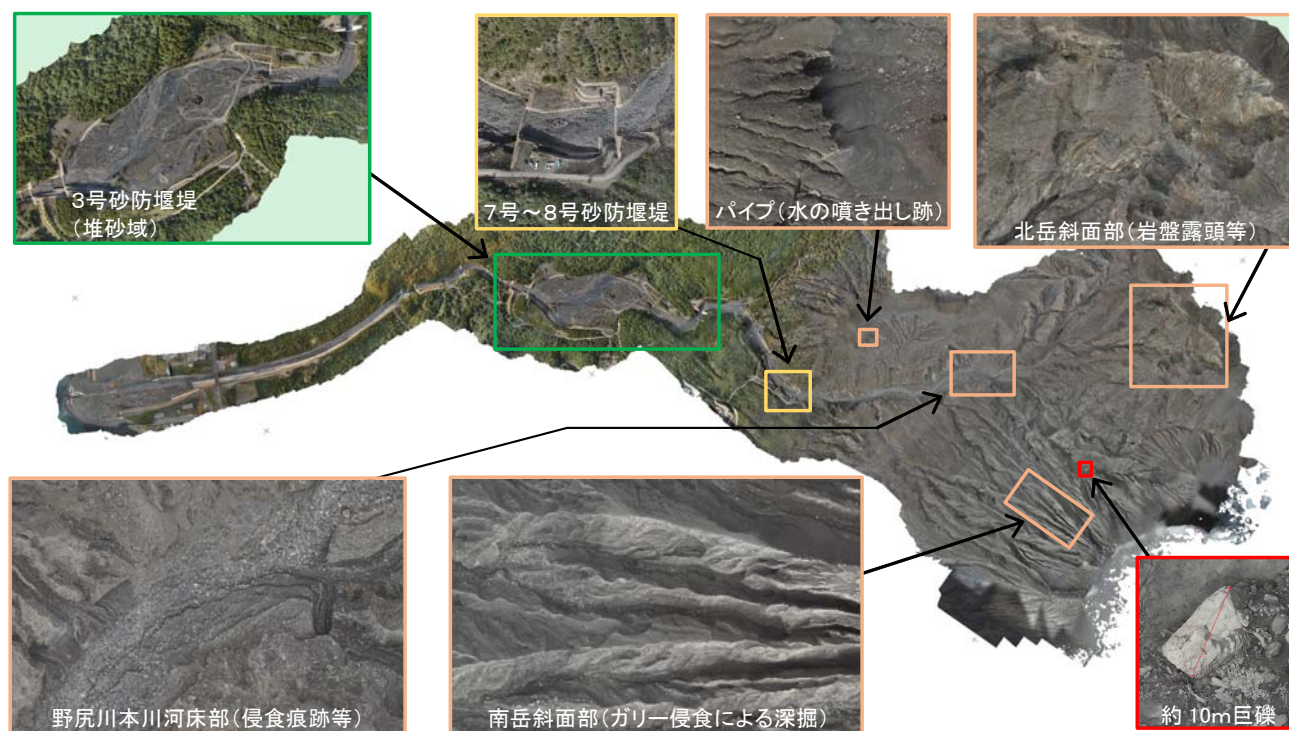 3号砂防堰堤
(堆砂域)
7号～8号砂防堰堤
パイプ(水の噴き出し跡)
北岳斜面部(岩盤露頭等)
野尻川本川河床部(侵食痕跡等)
南岳斜面部(ガリー侵食による深掘)
約 10m巨礫